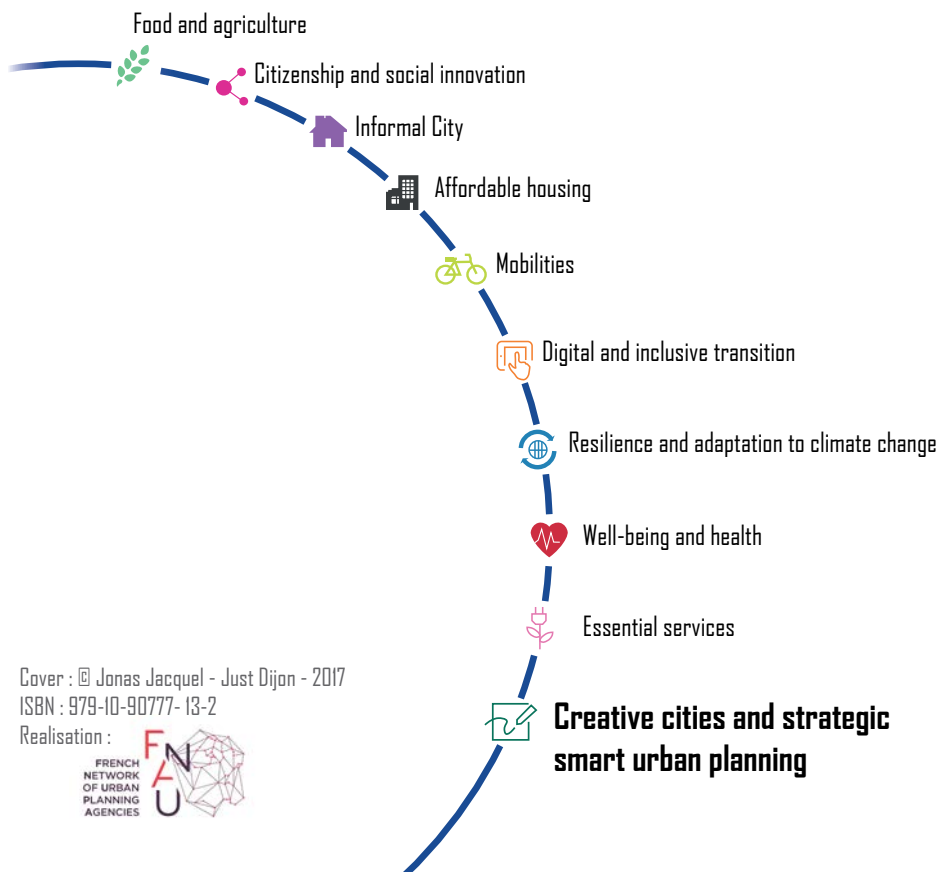 Food and agriculture
Citizenship and social innovation
Informal City
Affordable housing
Mobilities
Digital and inclusive transition
Resilience and adaptation to climate change
Well-being and health
Essential services
Creative cities and strategic
smart urban planning
Cover : © Jonas Jacquel - Just Dijon - 2017
ISBN : 979-10-90777- 13-2
Realisation :
FRENCH
NETWORK
OF URBAN
PLANNING
AGENCIES
FNAU